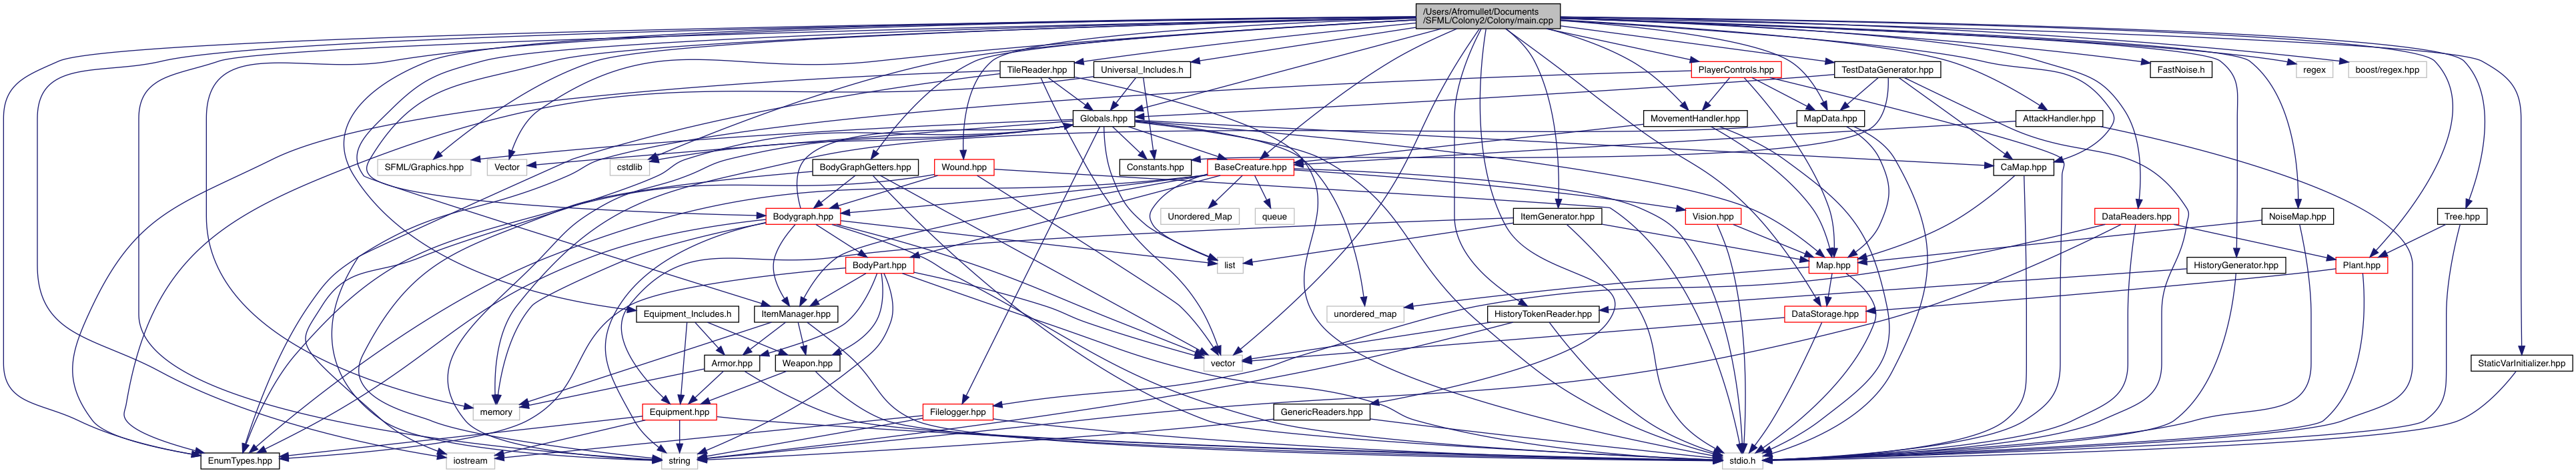 /Users/Afromullet/Documents
/SFML/Colony2/Colony/main.cpp
TileReader.hpp
Universal_Includes.h
PlayerControls.hpp
TestDataGenerator.hpp
FastNoise.h
regex
boost/regex.hpp
Globals.hpp
MovementHandler.hpp
MapData.hpp
AttackHandler.hpp
SFML/Graphics.hpp
Vector
cstdlib
BodyGraphGetters.hpp
Wound.hpp
Constants.hpp
BaseCreature.hpp
CaMap.hpp
Bodygraph.hpp
Unordered_Map
queue
ItemGenerator.hpp
Vision.hpp
DataReaders.hpp
NoiseMap.hpp
Tree.hpp
BodyPart.hpp
list
Map.hpp
HistoryGenerator.hpp
Plant.hpp
Equipment_Includes.h
ItemManager.hpp
unordered_map
HistoryTokenReader.hpp
DataStorage.hpp
Armor.hpp
Weapon.hpp
vector
StaticVarInitializer.hpp
memory
Equipment.hpp
Filelogger.hpp
GenericReaders.hpp
EnumTypes.hpp
iostream
string
stdio.h